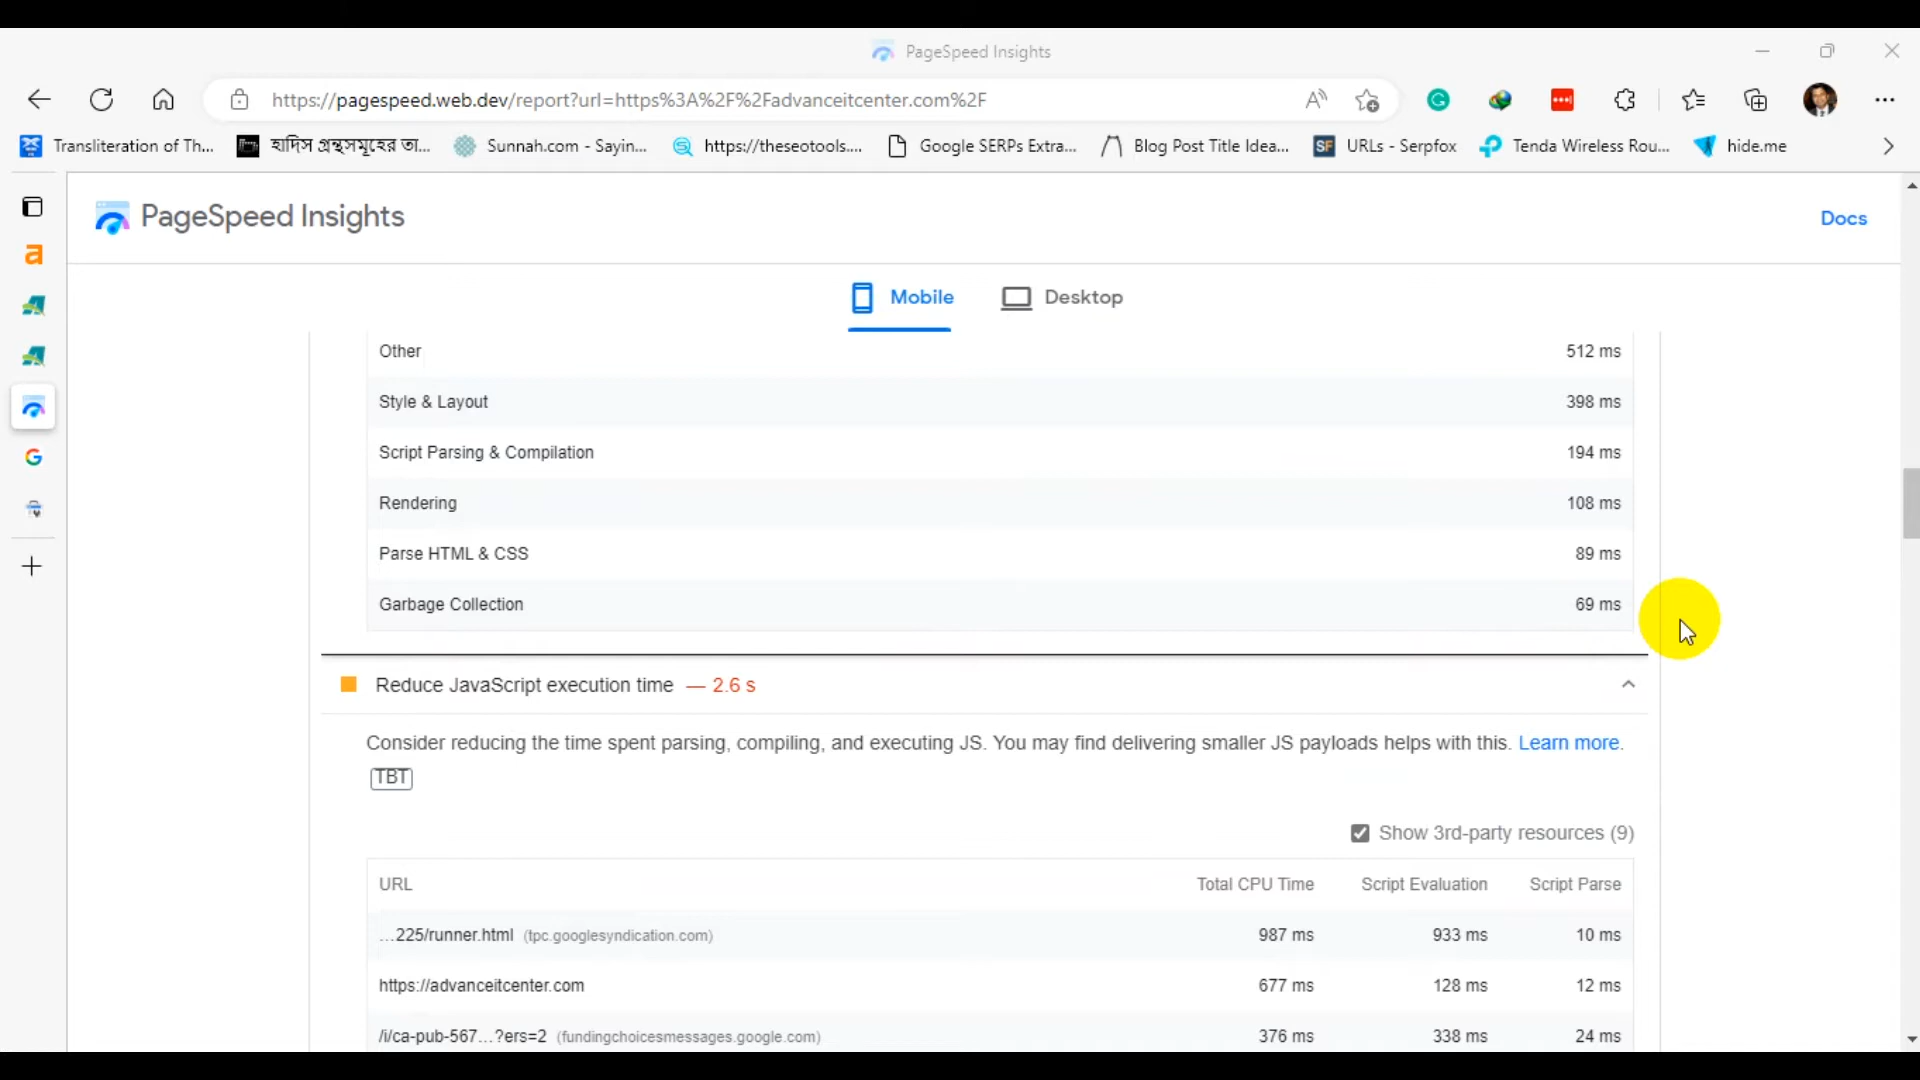 PageSpeed Insights
https://pagespeed.web.dev/report?url=https%3A%2F%2Fadvanceitcenter.com%2F
Transliteration of Th... হাদিস গ্রন্থসমূহের তা... Sunnah.com - Sayin... https://theseotools.... Google SERPs Extra... Blog Post Title Idea... SF URLs - Serpfox Tenda Wireless Rou... hide.me
PageSpeed Insights Docs
Mobile Desktop
Other 512 ms
Style & Layout 398 ms
Script Parsing & Compilation 194 ms
Rendering 108 ms
Parse HTML & CSS 89 ms
Garbage Collection 69 ms
Reduce JavaScript execution time — 2.6 s
Consider reducing the time spent parsing, compiling, and executing JS. You may find delivering smaller JS payloads helps with this. Learn more.
TBT
Show 3rd-party resources (9)
URL Total CPU Time Script Evaluation Script Parse
...225/runner.html (tpc.googlesyndication.com) 987 ms 933 ms 10 ms
https://advanceitcenter.com 677 ms 128 ms 12 ms
/i/ca-pub-567...?ers=2 (fundingchoicesmessages.google.com) 376 ms 338 ms 24 ms